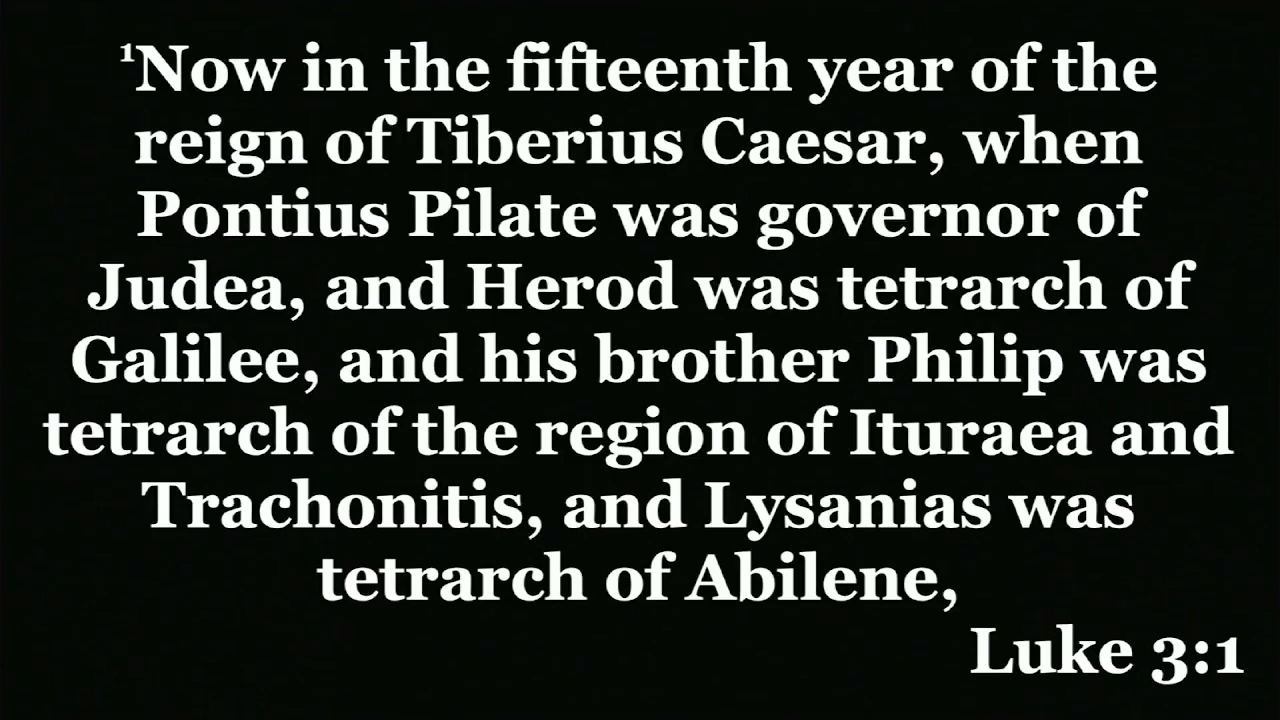 ¹Now in the fifteenth year of the
reign of Tiberius Caesar, when
Pontius Pilate was governor of
Judea, and Herod was tetrarch of
Galilee, and his brother Philip was
tetrarch of the region of Ituraea and
Trachonitis, and Lysanias was
tetrarch of Abilene,
Luke 3:1